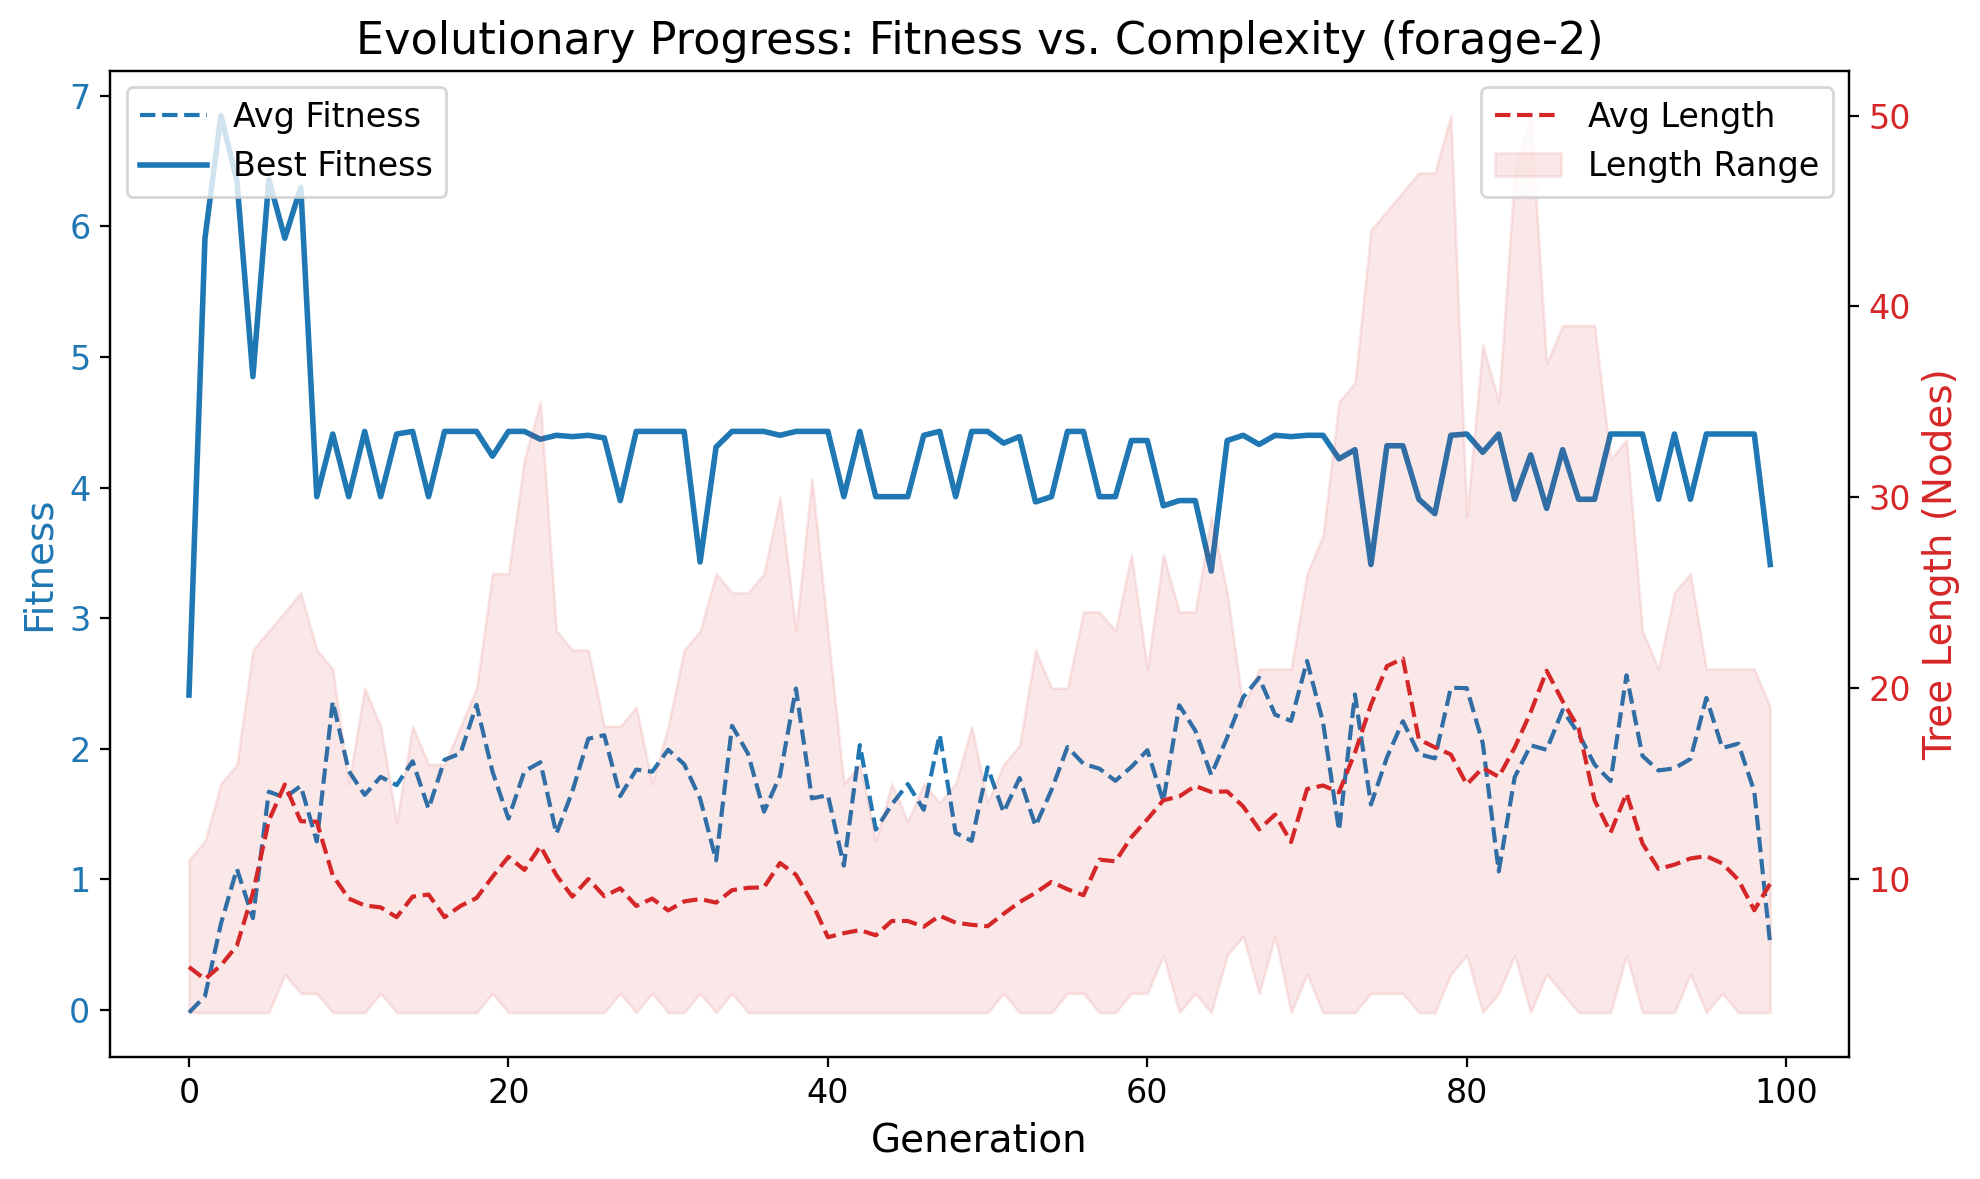 Evolutionary Progress: Fitness vs. Complexity (forage-2)
Avg Fitness
Best Fitness
Avg Length
Length Range
7
6
5
4
3
2
1
0
Fitness
50
40
30
20
10
Tree Length (Nodes)
0 20 40 60 80 100
Generation